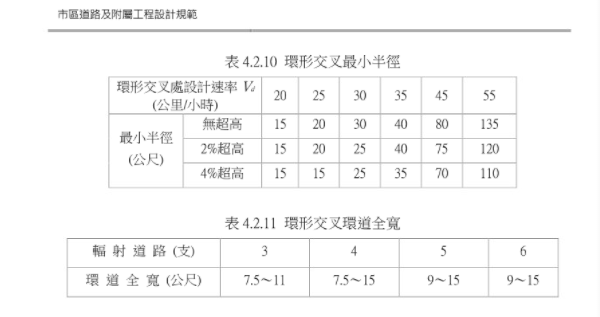 市區道路及附屬工程設計規範
表 4.2.10 環形交叉最小半徑
環形交叉處設計速率 Vd (公里/小時) 20 25 30 35 45 55
最小半徑 (公尺) 無超高 15 20 30 40 80 135
2%超高 15 20 25 40 75 120
4%超高 15 15 25 35 70 110
表 4.2.11 環形交叉環道全寬
輻 射 道 路 (支) 3 4 5 6
環 道 全 寬 (公尺) 7.5～11 7.5～15 9～15 9～15